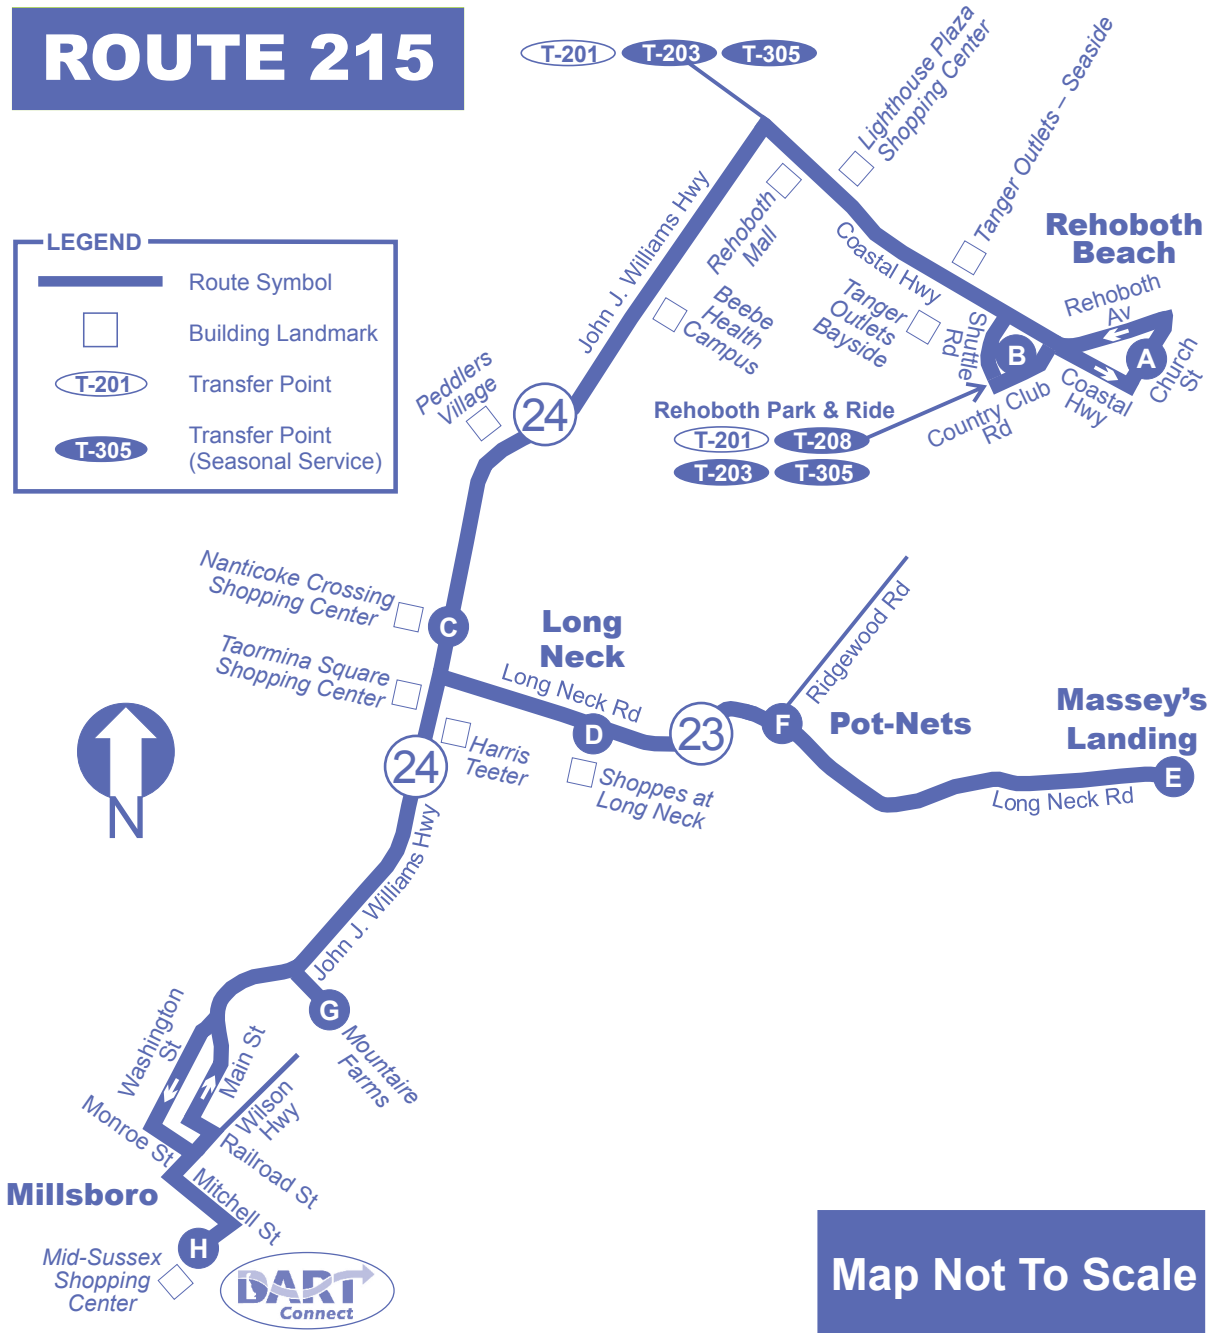 ROUTE 215
T-201 T-203 T-305
Lighthouse Plaza
Shopping Center
Tanger Outlets – Seaside
LEGEND
Route Symbol
Building Landmark
T-201 Transfer Point
T-305 Transfer Point
(Seasonal Service)
John J. Williams Hwy
Rehoboth
Mall
Coastal Hwy
Rehoboth
Beach
Rehoboth
Av
Beebe
Health
Campus
Tanger
Outlets
Bayside
Shuttle
Rd
B
A
Church
St
Coastal
Hwy
Country Club
Rd
Peddlers
Village
24
Rehoboth Park & Ride
T-201 T-208
T-203 T-305
Nanticoke Crossing
Shopping Center
C
Taormina Square
Shopping Center
Long
Neck
Long Neck Rd
Ridgewood Rd
D
23
F
Pot-Nets
Massey's
Landing
E
Long Neck Rd
Harris
Teeter
Shoppes at
Long Neck
24
N
John J. Williams Hwy
G
Mountaire
Farms
Washington
St
Main St
Wilson
Hwy
Monroe St
Railroad St
Mitchell St
Millsboro
H
Mid-Sussex
Shopping
Center
DART
Connect
Map Not To Scale